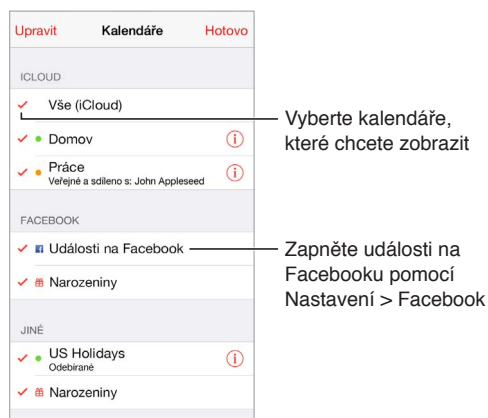 Upravit Kalendáře Hotovo
ICLOUD
Vše (iCloud)
Domov
Práce
Veřejné a sdíleno s: John Appleseed
FACEBOOK
Události na Facebook
Narozeniny
JINÉ
US Holidays
Odebírané
Narozeniny
Vyberte kalendáře,
které chcete zobrazit
Zapněte události na
Facebooku pomocí
Nastavení > Facebook